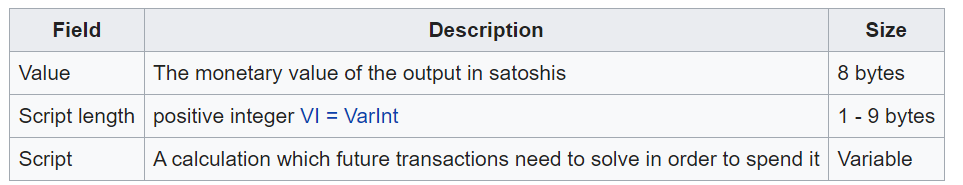 Field Description Size
Value The monetary value of the output in satoshis 8 bytes
Script length positive integer VI = VarInt 1 - 9 bytes
Script A calculation which future transactions need to solve in order to spend it Variable